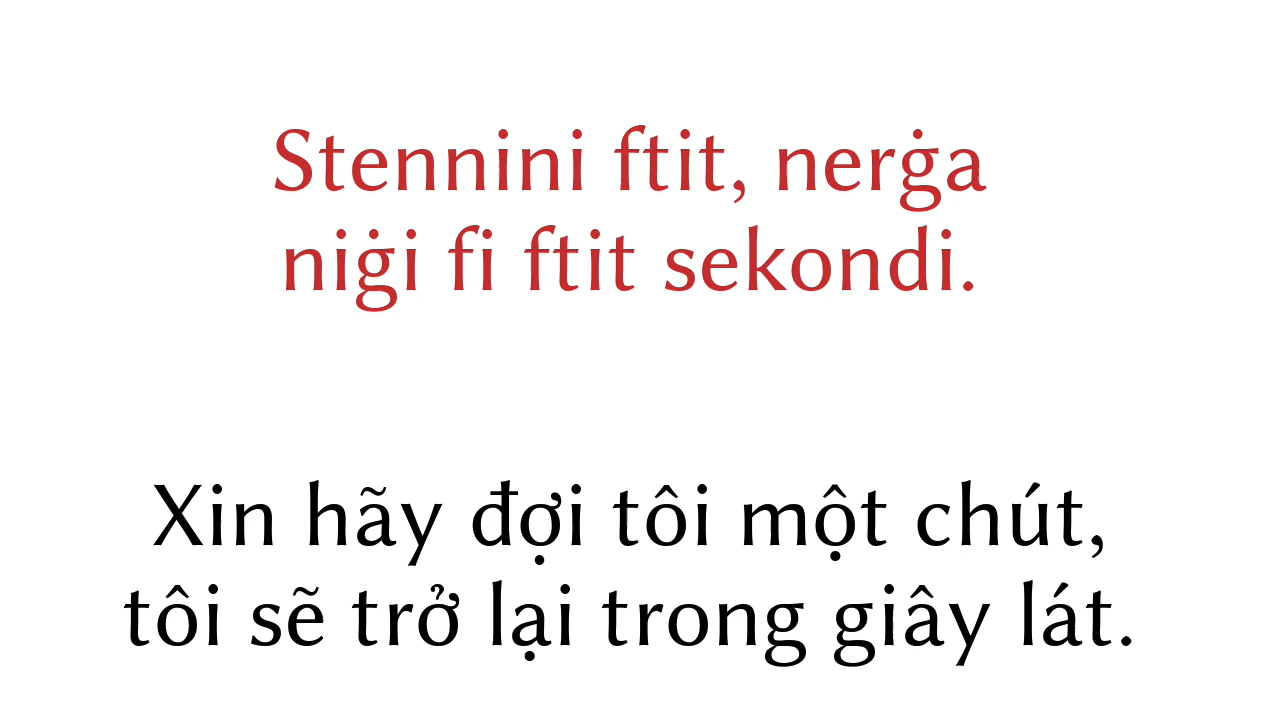 Stennini ftit, nerġa
niġi fi ftit sekondi.
Xin hãy đợi tôi một chút,
tôi sẽ trở lại trong giây lát.